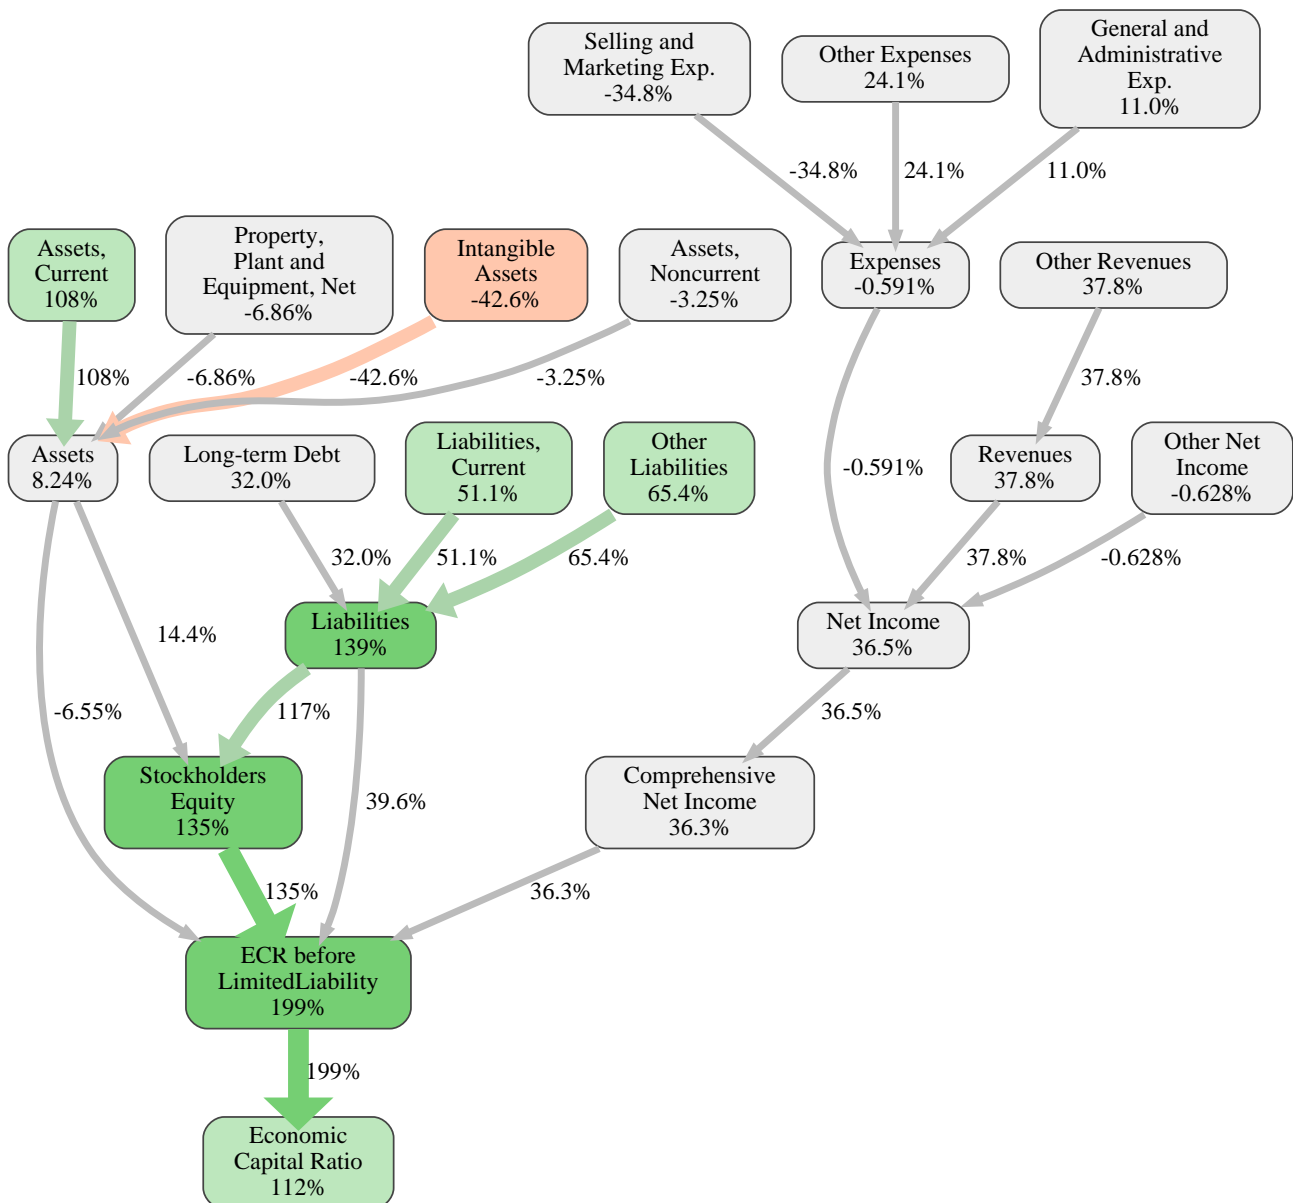 Selling and
Marketing Exp.
-34.8%
Other Expenses
24.1%
General and
Administrative
Exp.
11.0%
-34.8%
24.1%
11.0%
Assets,
Current
108%
Property,
Plant and
Equipment, Net
-6.86%
Intangible
Assets
-42.6%
Assets,
Noncurrent
-3.25%
Expenses
-0.591%
Other Revenues
37.8%
108%
-6.86%
-42.6%
-3.25%
37.8%
Assets
8.24%
Long-term Debt
32.0%
Liabilities,
Current
51.1%
Other
Liabilities
65.4%
-0.591%
Revenues
37.8%
Other Net
Income
-0.628%
32.0%
51.1%
65.4%
37.8%
-0.628%
14.4%
Liabilities
139%
Net Income
36.5%
-6.55%
117%
36.5%
Stockholders
Equity
135%
39.6%
Comprehensive
Net Income
36.3%
135%
36.3%
ECR before
LimitedLiability
199%
199%
Economic
Capital Ratio
112%